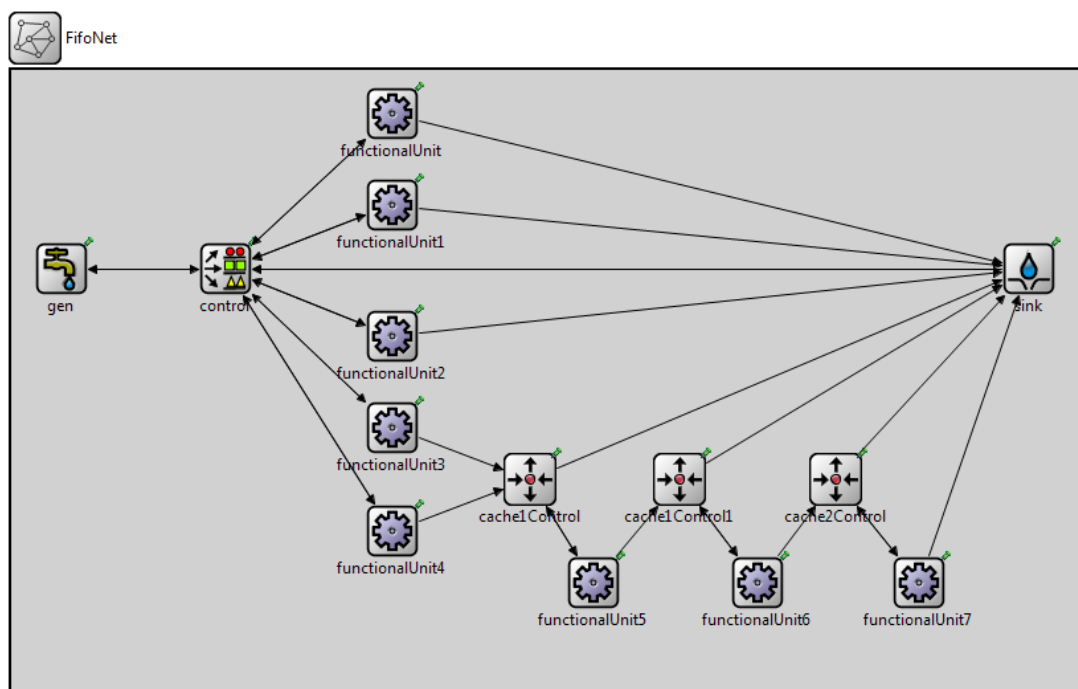 FifoNet
functionalUnit
functionalUnit1
gen
control
sink
functionalUnit2
functionalUnit3
cache1Control
cache1Control1
cache2Control
functionalUnit4
functionalUnit5
functionalUnit6
functionalUnit7